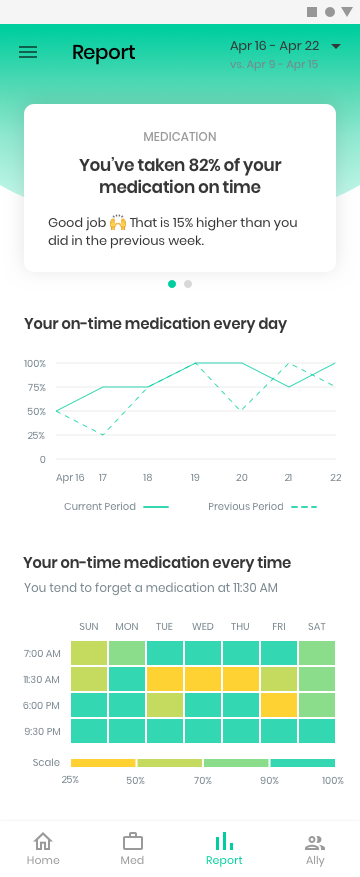 Report
Apr 16 - Apr 22
vs. Apr 9 - Apr 15
MEDICATION
You’ve taken 82% of your
medication on time
Good job 🙌 That is 15% higher than you
did in the previous week.
Your on-time medication every day
100%
75%
50%
25%
0
Apr 16 17 18 19 20 21 22
Current Period Previous Period
Your on-time medication every time
You tend to forget a medication at 11:30 AM
SUN MON TUE WED THU FRI SAT
7:00 AM
11:30 AM
6:00 PM
9:30 PM
Scale
25% 50% 70% 90% 100%
Home Med Report Ally